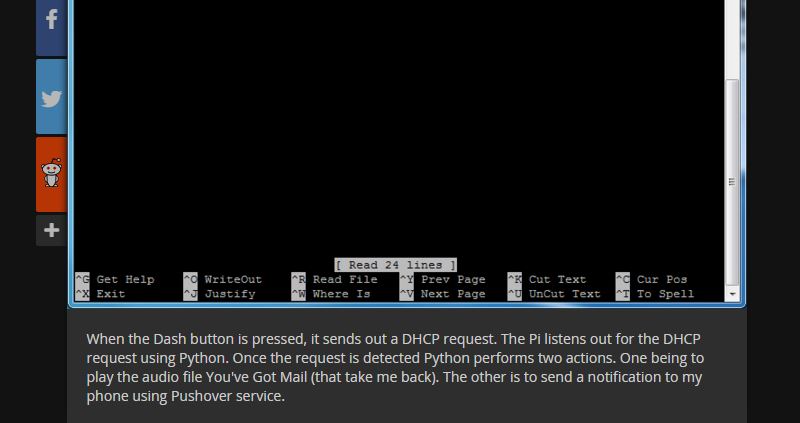 [ Read 24 lines ]
^G Get Help ^O WriteOut ^R Read File ^Y Prev Page ^K Cut Text ^C Cur Pos
^X Exit ^J Justify ^W Where Is ^V Next Page ^U UnCut Text ^T To Spell
When the Dash button is pressed, it sends out a DHCP request. The Pi listens out for the DHCP
request using Python. Once the request is detected Python performs two actions. One being to
play the audio file You've Got Mail (that take me back). The other is to send a notification to my
phone using Pushover service.